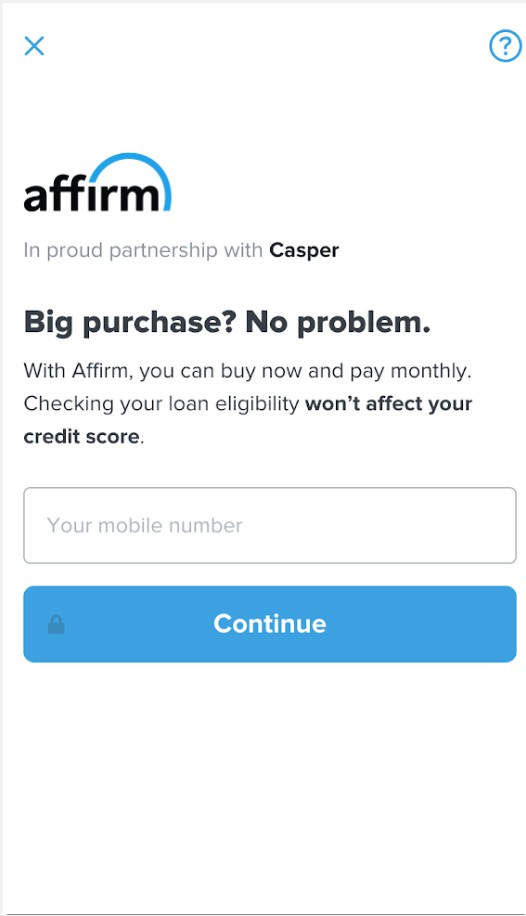 ?
affirm
In proud partnership with Casper
Big purchase? No problem.
With Affirm, you can buy now and pay monthly.
Checking your loan eligibility won’t affect your
credit score.
Your mobile number
Continue